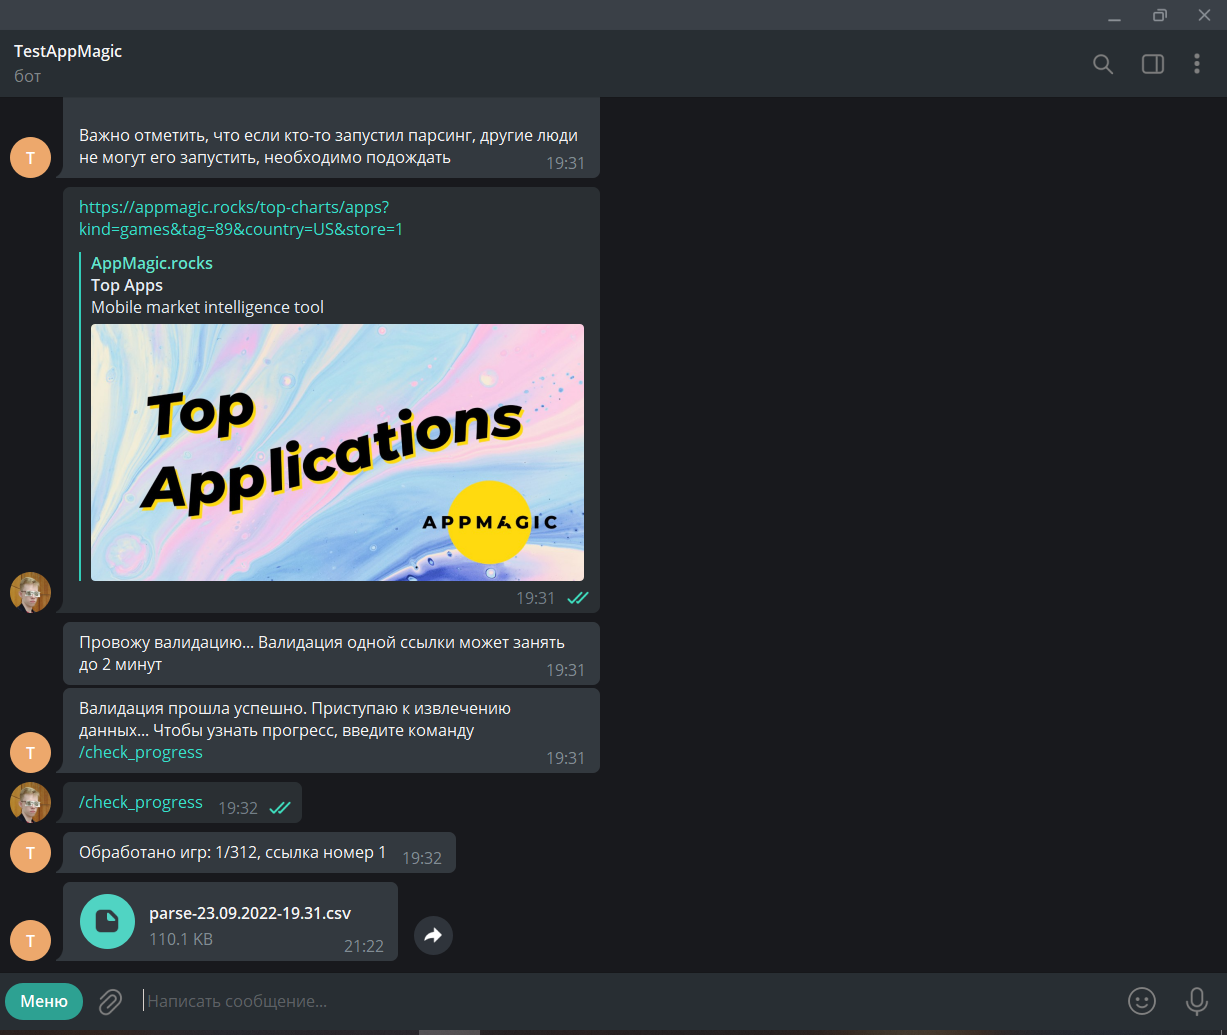 TestAppMagic
бот
Важно отметить, что если кто-то запустил парсинг, другие люди
не могут его запустить, необходимо подождать
19:31
T
https://appmagic.rocks/top-charts/apps?
kind=games&tag=89&country=US&store=1
AppMagic.rocks
Top Apps
Mobile market intelligence tool
Top
Applications
APPMAGIC
19:31
Провожу валидацию... Валидация одной ссылки может занять
до 2 минут
19:31
Валидация прошла успешно. Приступаю к извлечению
данных... Чтобы узнать прогресс, введите команду
/check_progress
19:31
T
/check_progress 19:32
T
Обработано игр: 1/312, ссылка номер 1 19:32
parse-23.09.2022-19.31.csv
110.1 KB
21:22
T
Меню
Написать сообщение...